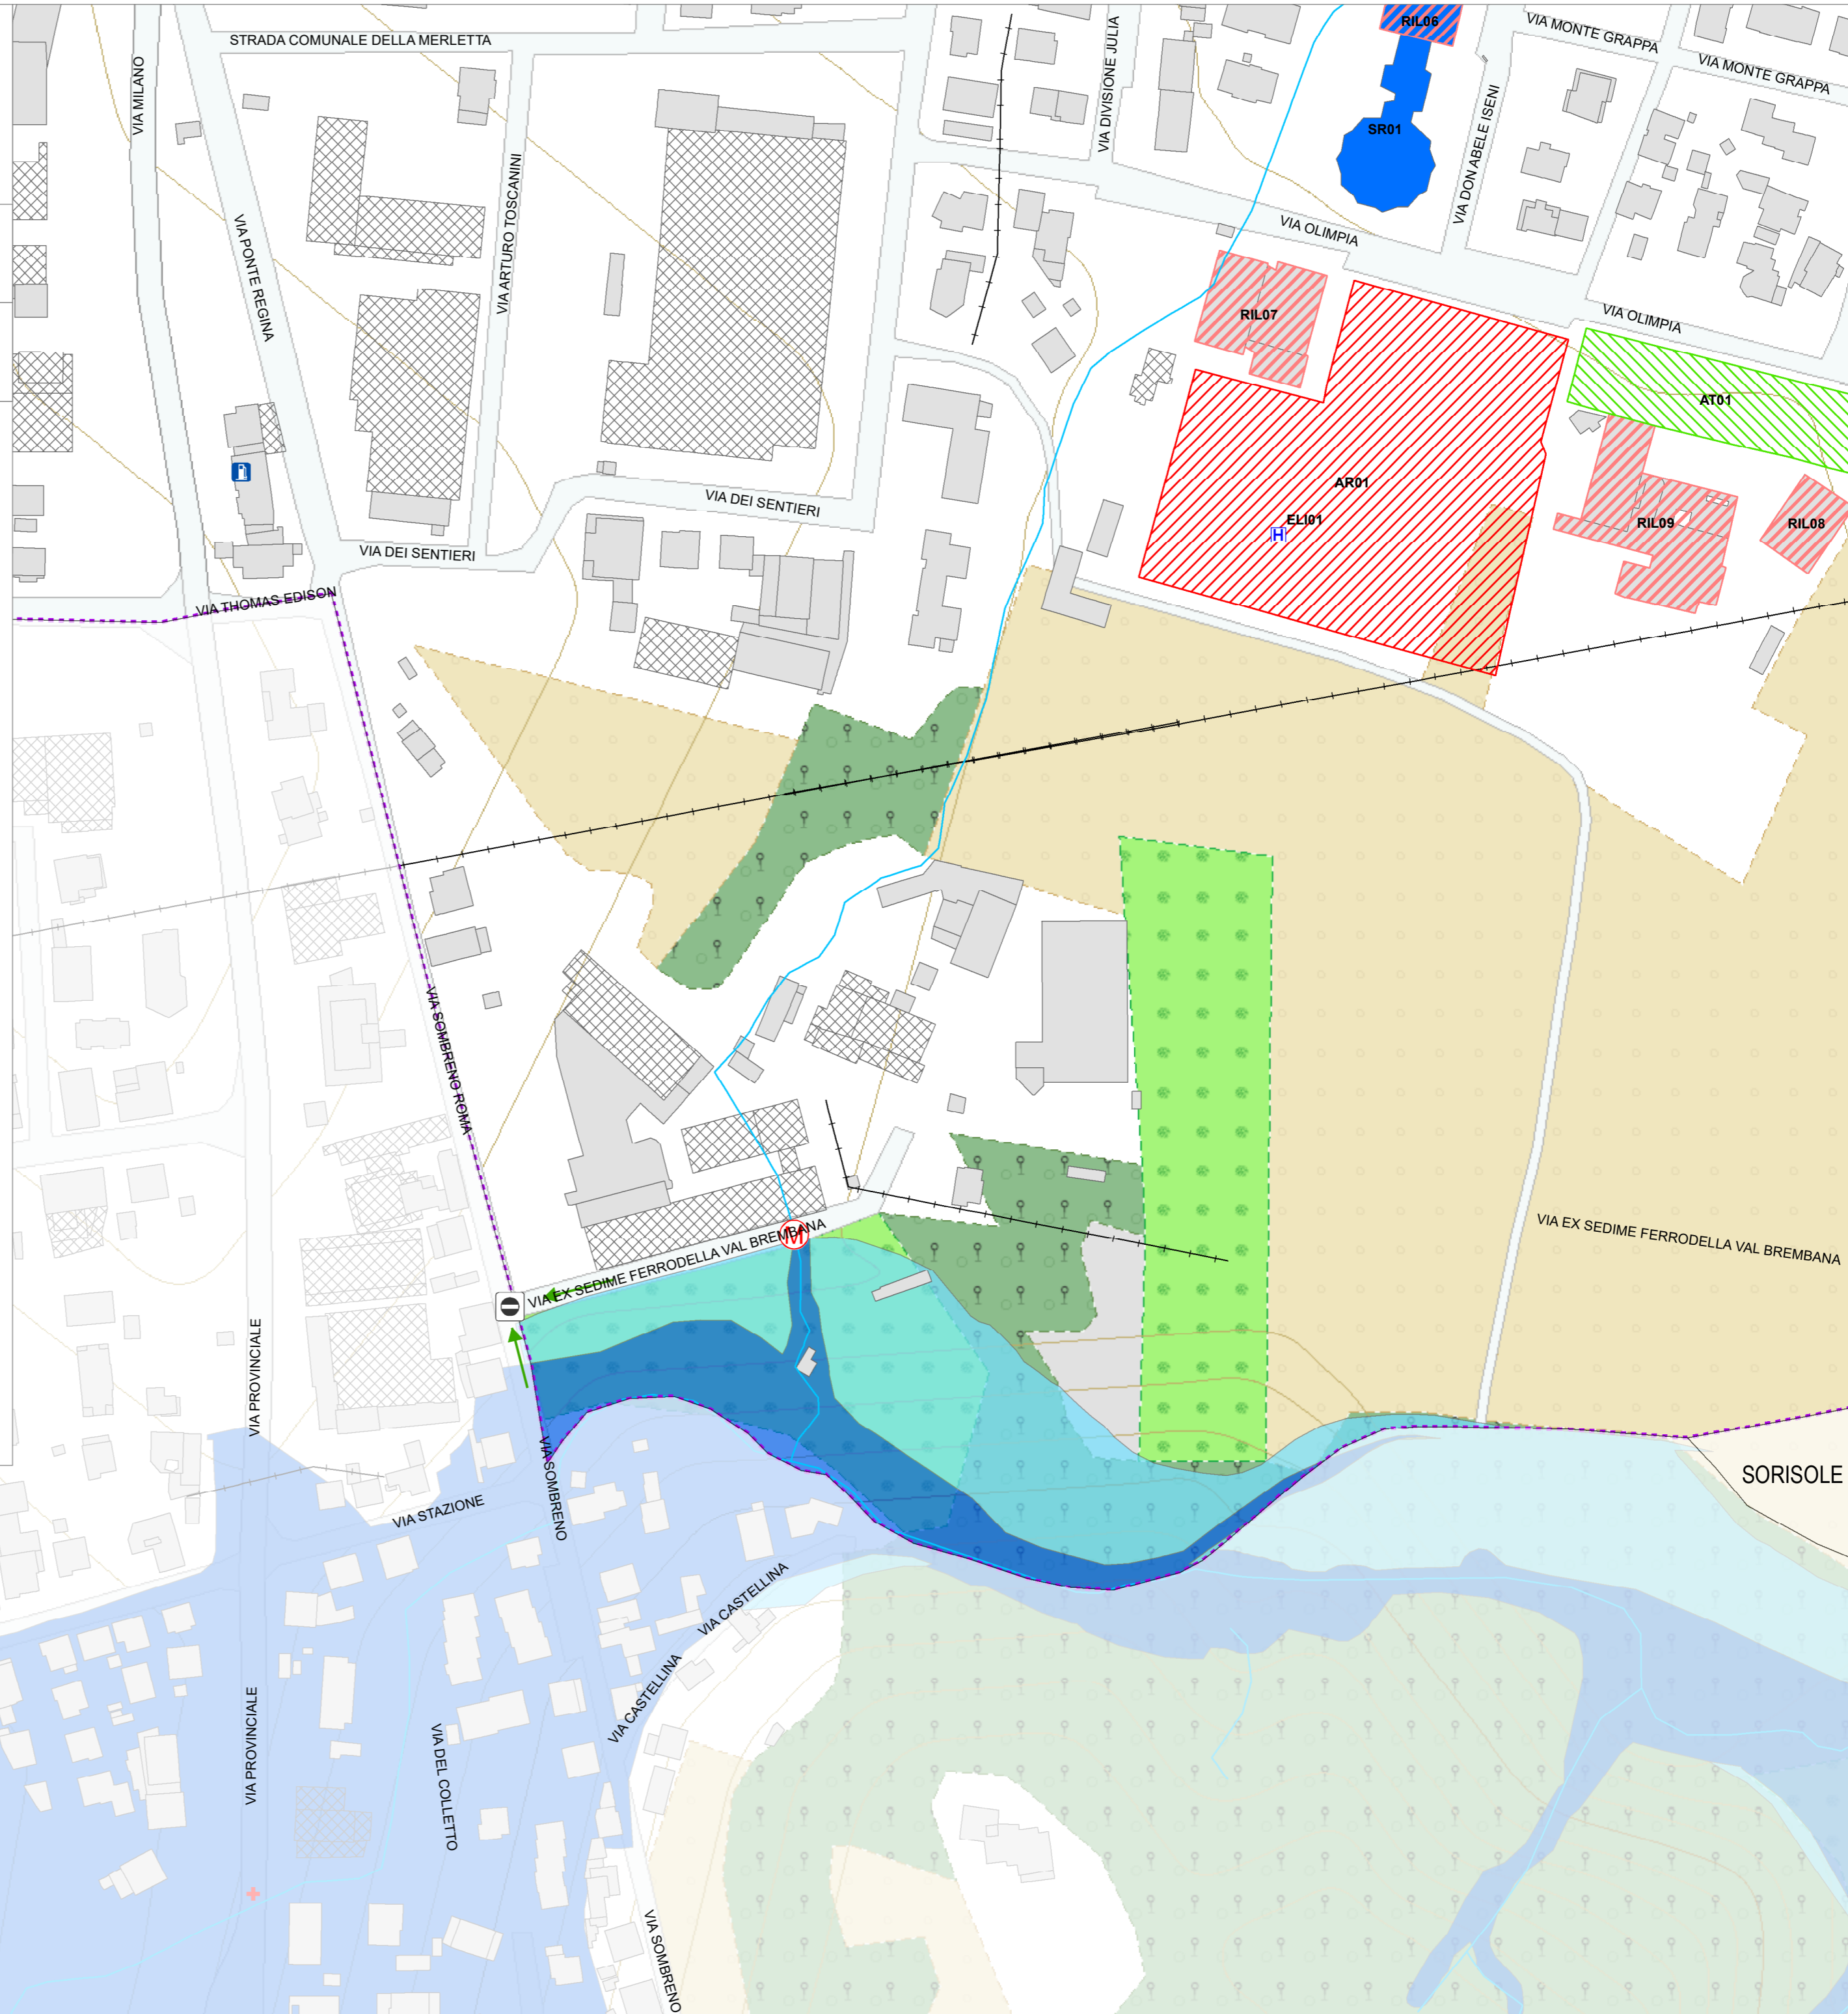 RIL06
VIA MONTE GRAPPA
VIA MONTE GRAPPA
STRADA COMUNALE DELLA MERLETTA
VIA MILANO
VIA DIVISIONE JULIA
VIA DON ABELE ISENI
SR01
VIA ARTURO TOSCANINI
VIA PONTE REGINA
VIA OLIMPIA
RIL07
VIA OLIMPIA
AT01
AR01
ELI01
H
RIL09
RIL08
VIA DEI SENTIERI
VIA DEI SENTIERI
VIA THOMAS EDISON
VIA SOMBRENO ROMA
M
VIA EX SEDIME FERRODELLA VAL BREMBANA
VIA EX SEDIME FERRODELLA VAL BREMBANA
VIA PROVINCIALE
SORISOLE
VIA SOMBRENO
VIA STAZIONE
VIA CASTELLINA
VIA CASTELLINA
VIA PROVINCIALE
VIA DEL COLLETTO
VIA SOMBRENO